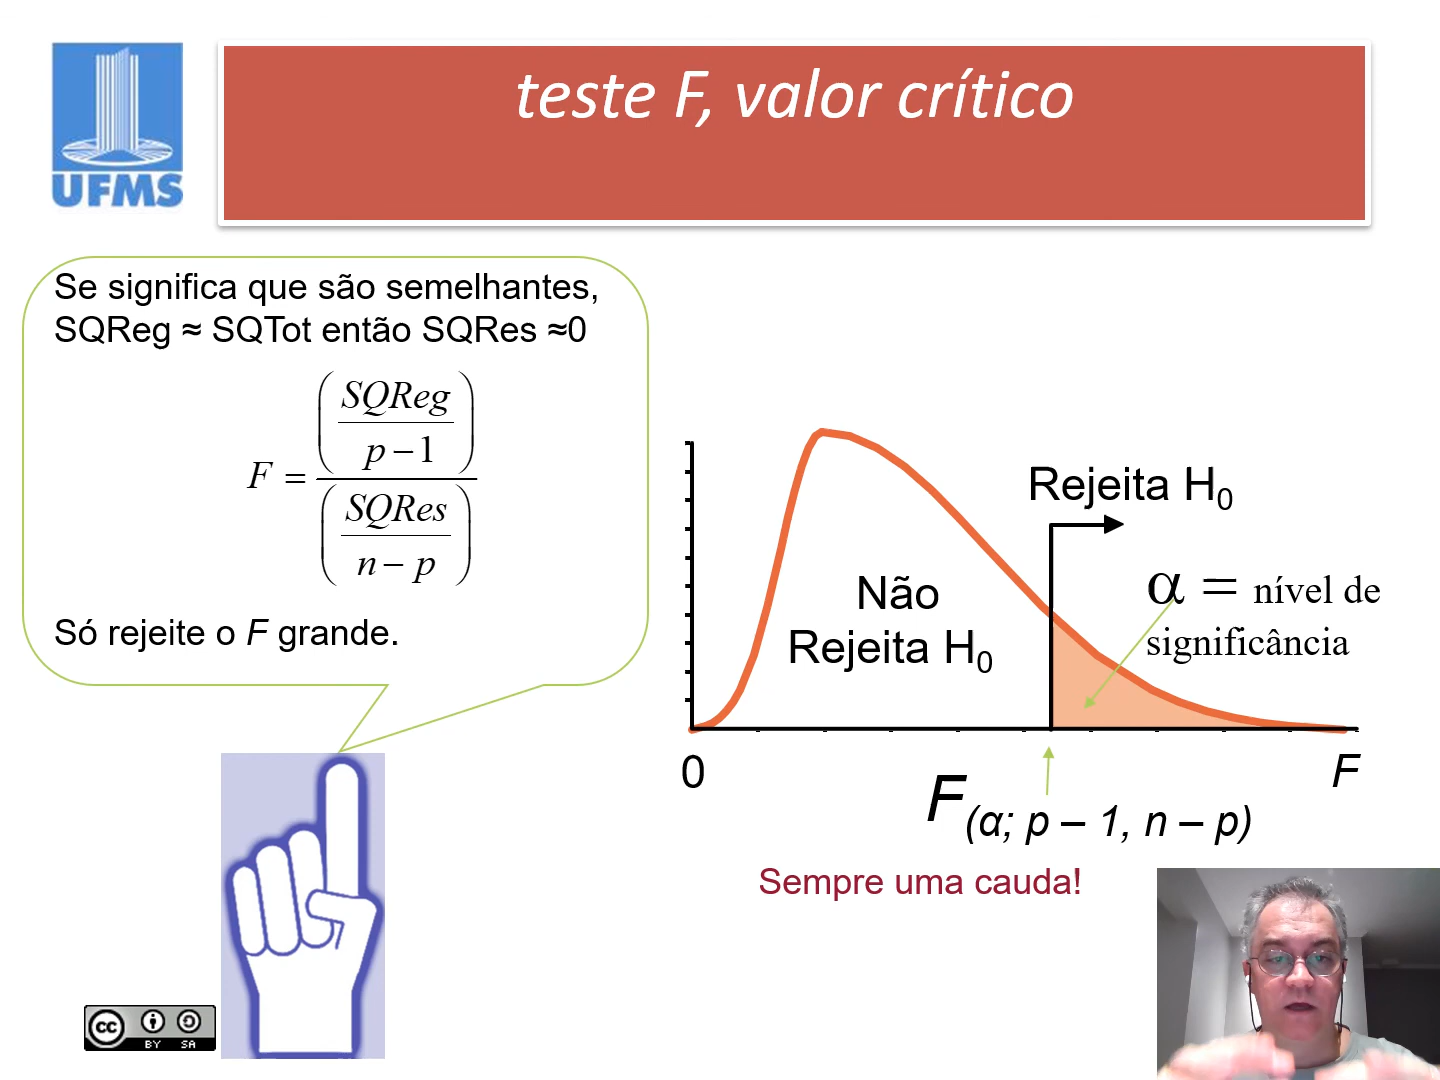 teste F, valor crítico
UFMS
Se significa que são semelhantes,
SQReg ≈ SQTot então SQRes ≈0
F = (SQReg / p − 1) / (SQRes / n − p)
Só rejeite o F grande.
Rejeita H0
Não
Rejeita H0
α = nível de
significância
0
F
F(α; p – 1, n – p)
Sempre uma cauda!
cc
BY SA